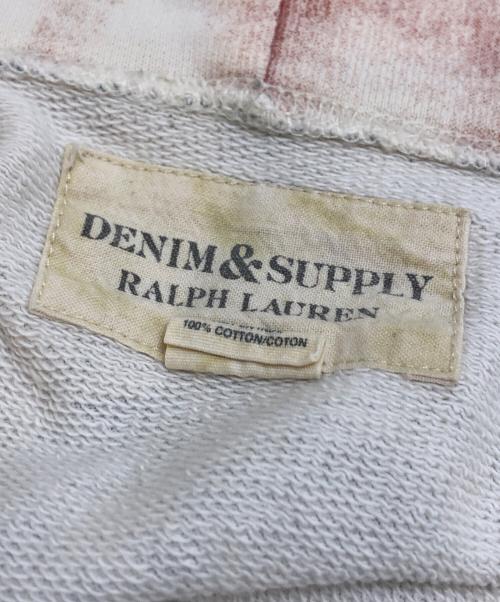 DENIM & SUPPLY
RALPH LAUREN
100% COTTON/COTON